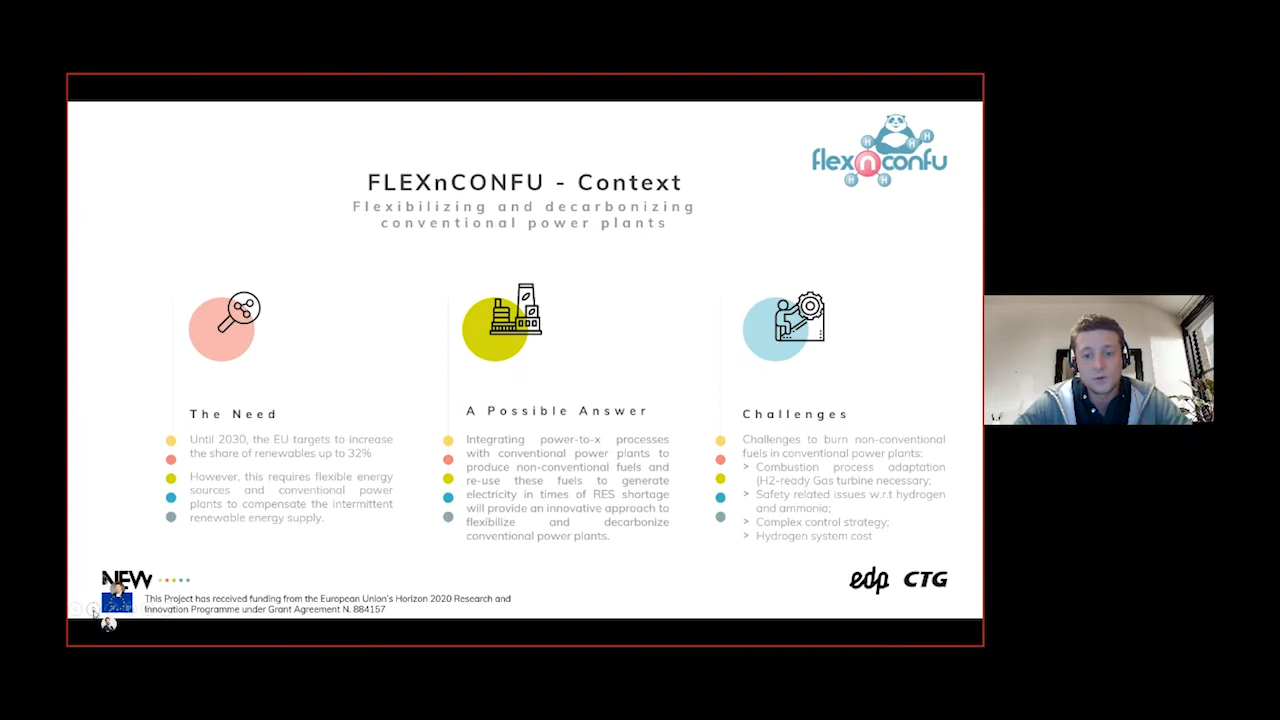 flexnconfu
H
H
H
H
H
FLEXnCONFU - Context
Flexibilizing and decarbonizing
conventional power plants
The Need
Until 2030, the EU targets to increase
the share of renewables up to 32%
However, this requires flexible energy
sources and conventional power
plants to compensate the intermittent
renewable energy supply.
A Possible Answer
Integrating power-to-x processes
with conventional power plants to
produce non-conventional fuels and
re-use these fuels to generate
electricity in times of RES shortage
will provide an innovative approach to
flexibilize and decarbonize
conventional power plants.
Challenges
Challenges to burn non-conventional
fuels in conventional power plants:
> Combustion process adaptation
(H2-ready Gas turbine necessary;
> Safety related issues w.r.t hydrogen
and ammonia;
> Complex control strategy;
> Hydrogen system cost
NEW
This Project has received funding from the European Union's Horizon 2020 Research and
Innovation Programme under Grant Agreement N. 884157
edp CTG